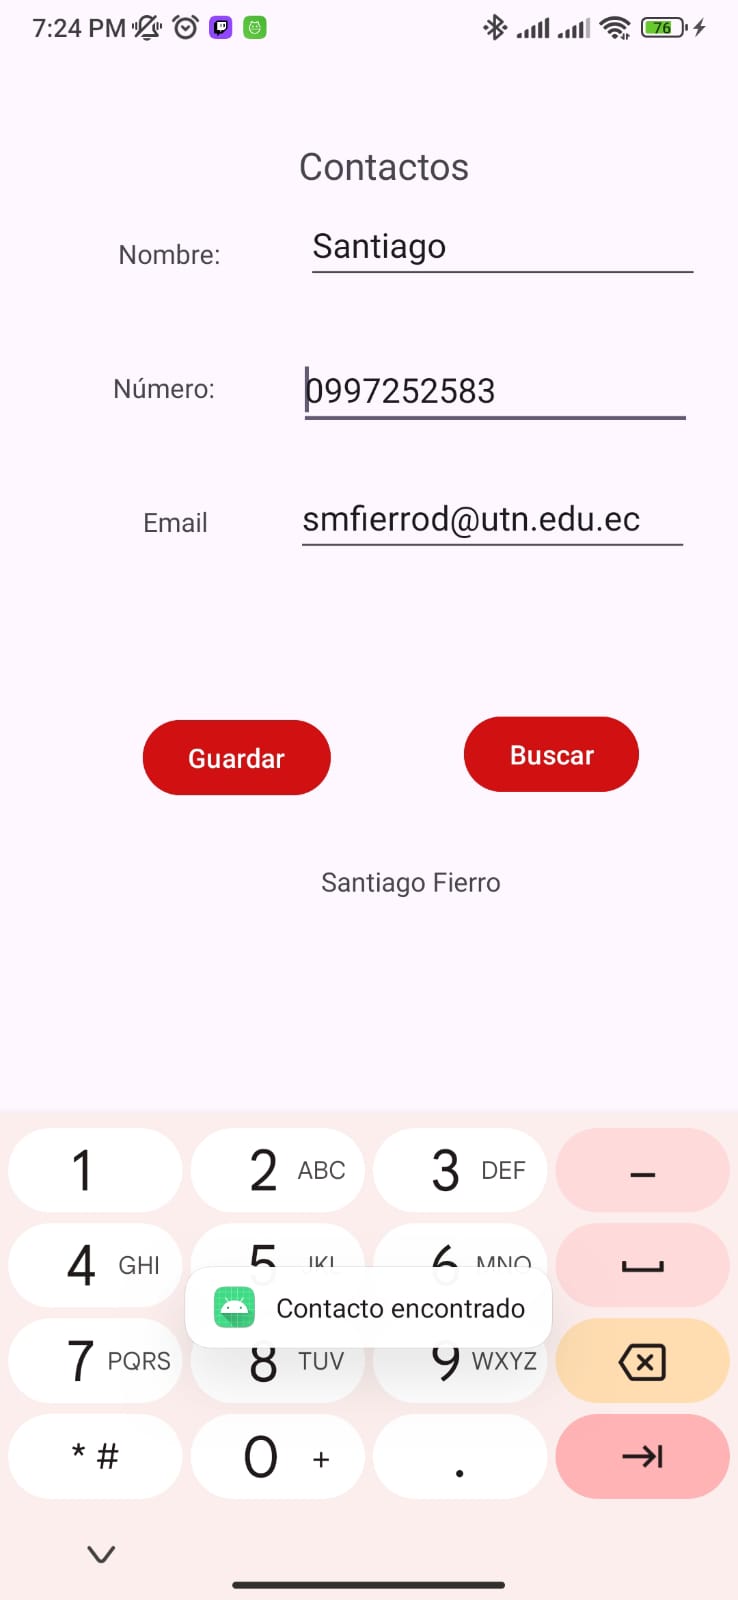 7:24 PM 76
Contactos
Nombre: Santiago
Número: 0997252583
Email smfierrod@utn.edu.ec
Guardar Buscar
Santiago Fierro
1 2 ABC 3 DEF –
4 GHI 5 JKL 6 MNO
Contacto encontrado
7 PQRS 8 TUV 9 WXYZ
* # 0 + .